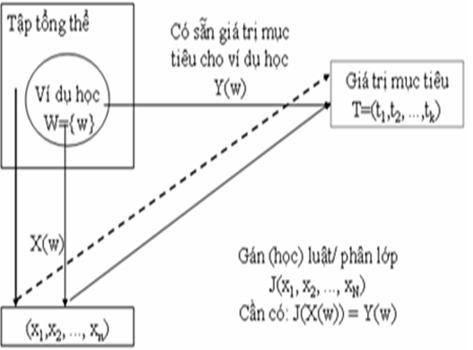 Tập tổng thể
Có sẵn giá trị mục
tiêu cho ví dụ học
Y(w)
Ví dụ học
W={w}
Giá trị mục tiêu
T=(t₁,t₂, ...,tₖ)
X(w)
Gán (học) luật/ phân lớp
J(x₁, x₂, ..., x_N)
Cần có: J(X(w)) = Y(w)
(x₁,x₂, ..., xₙ)